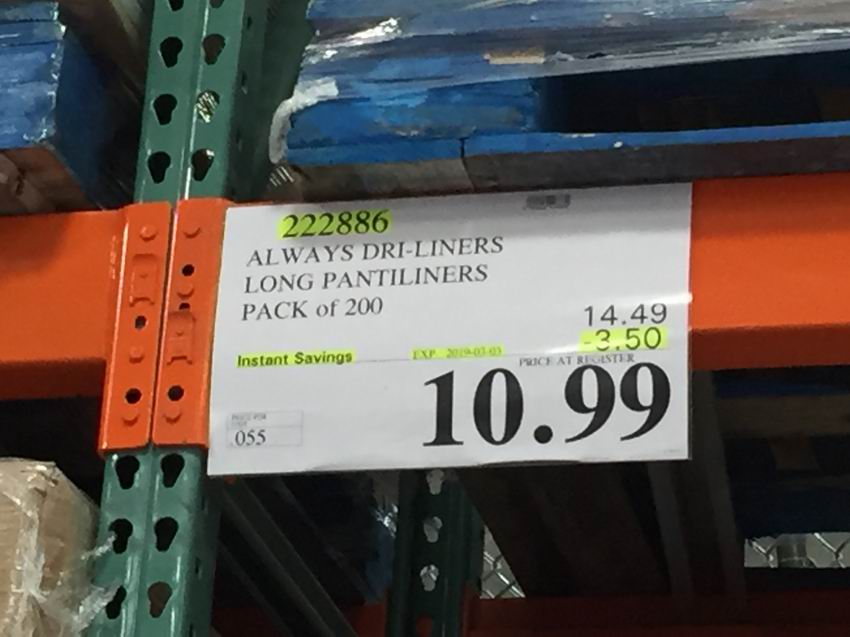 222886
ALWAYS DRI-LINERS
LONG PANTILINERS
PACK of 200
14.49
-3.50
Instant Savings EXP. 2019-03-03 PRICE AT REGISTER
10.99
055